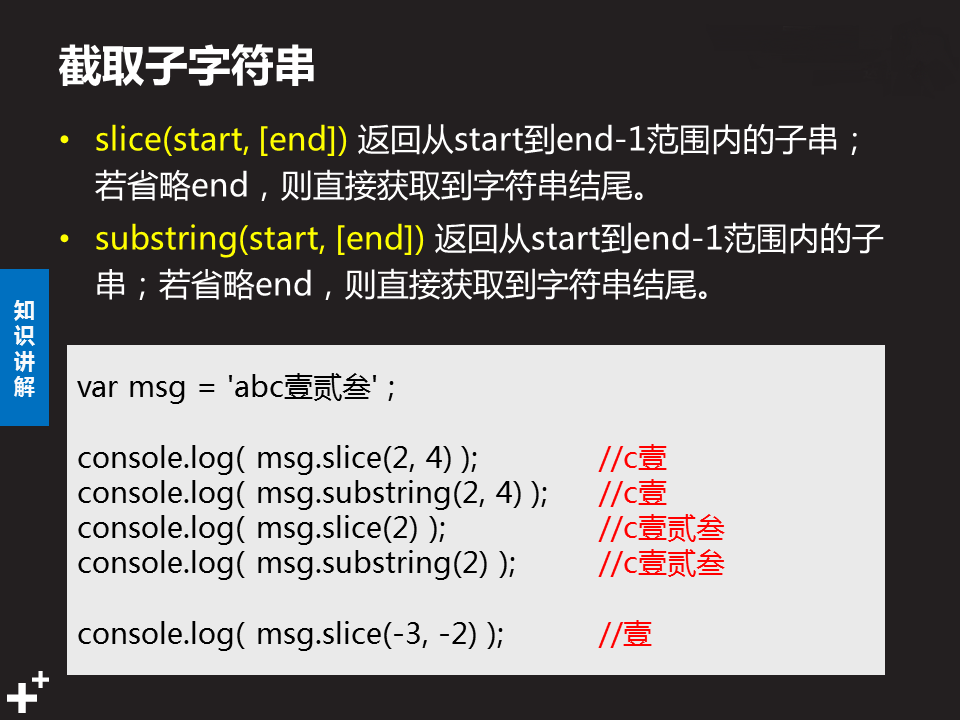 截取子字符串
• slice(start, [end]) 返回从start到end-1范围内的子串；
若省略end，则直接获取到字符串结尾。
• substring(start, [end]) 返回从start到end-1范围内的子
串；若省略end，则直接获取到字符串结尾。
知
识
讲
解
var msg = 'abc壹贰叁' ;
console.log( msg.slice(2, 4) ); //c壹
console.log( msg.substring(2, 4) ); //c壹
console.log( msg.slice(2) ); //c壹贰叁
console.log( msg.substring(2) ); //c壹贰叁
console.log( msg.slice(-3, -2) ); //壹